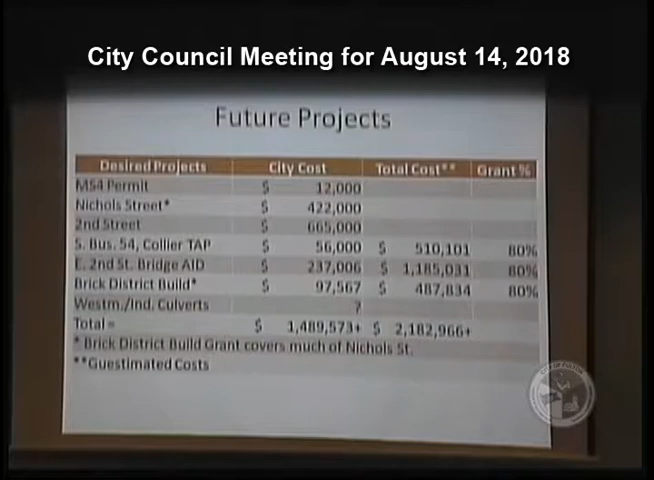 City Council Meeting for August 14, 2018
Future Projects
Desired Projects City Cost Total Cost** Grant %
MS4 Permit $ 12,000
Nichols Street* $ 422,000
2nd Street $ 665,000
S. Bus. 54, Collier TAP $ 56,000 $ 510,101 80%
E. 2nd St. Bridge AID $ 237,006 $ 1,185,031 80%
Brick District Build* $ 97,567 $ 487,834 80%
Westm./Ind. Culverts ?
Total = $ 1,489,573+ $ 2,182,966+
* Brick District Build Grant covers much of Nichols St.
**Guestimated Costs